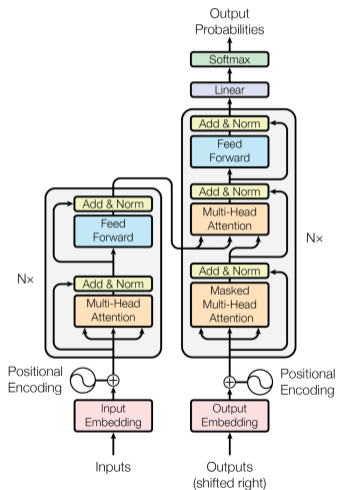 Output
Probabilities
Softmax
Linear
Add & Norm
Feed
Forward
Add & Norm
Multi-Head
Attention
Add & Norm
Masked
Multi-Head
Attention
N×
Add & Norm
Feed
Forward
Add & Norm
Multi-Head
Attention
N×
Positional
Encoding
Positional
Encoding
Input
Embedding
Output
Embedding
Inputs
Outputs
(shifted right)